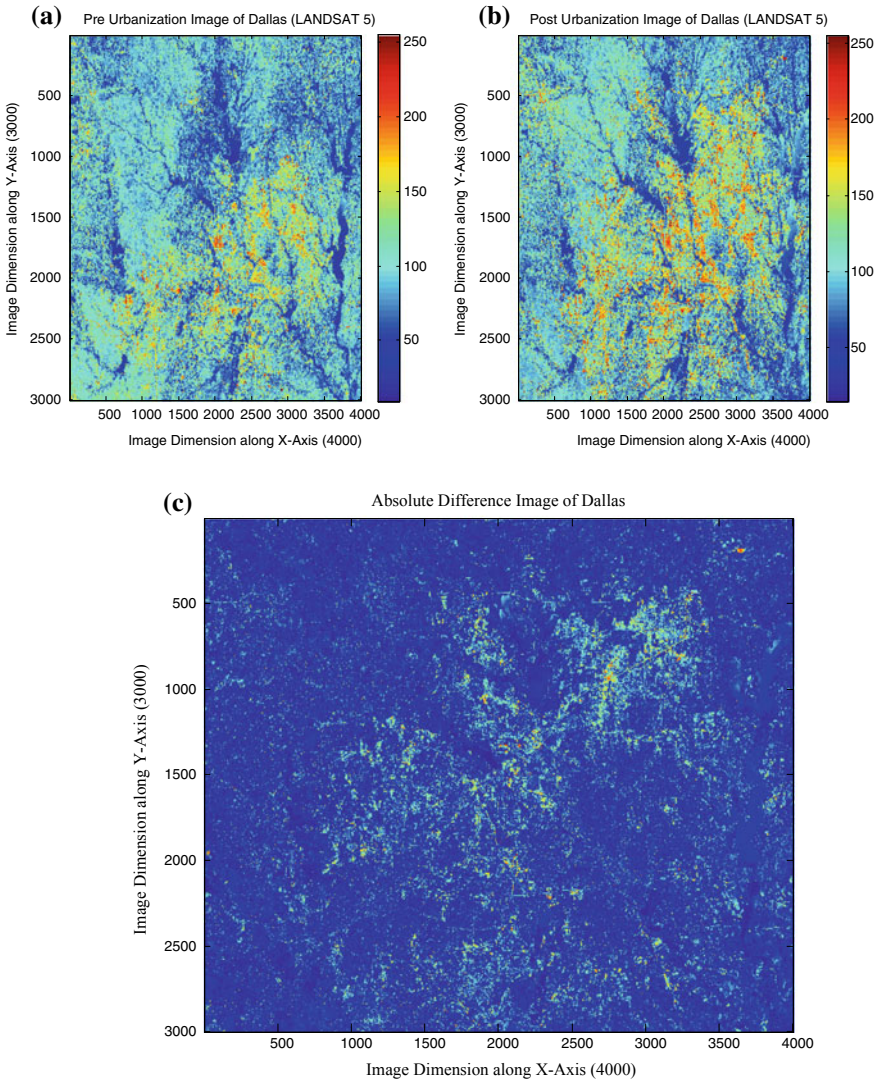 (a)
Pre Urbanization Image of Dallas (LANDSAT 5)
Image Dimension along Y-Axis (3000)
500
1000
1500
2000
2500
3000
500 1000 1500 2000 2500 3000 3500 4000
Image Dimension along X-Axis (4000)
250
200
150
100
50
(b)
Post Urbanization Image of Dallas (LANDSAT 5)
Image Dimension along Y-Axis (3000)
500
1000
1500
2000
2500
3000
500 1000 1500 2000 2500 3000 3500 4000
Image Dimension along X-Axis (4000)
250
200
150
100
50
(c)
Absolute Difference Image of Dallas
Image Dimension along Y-Axis (3000)
500
1000
1500
2000
2500
3000
500 1000 1500 2000 2500 3000 3500 4000
Image Dimension along X-Axis (4000)